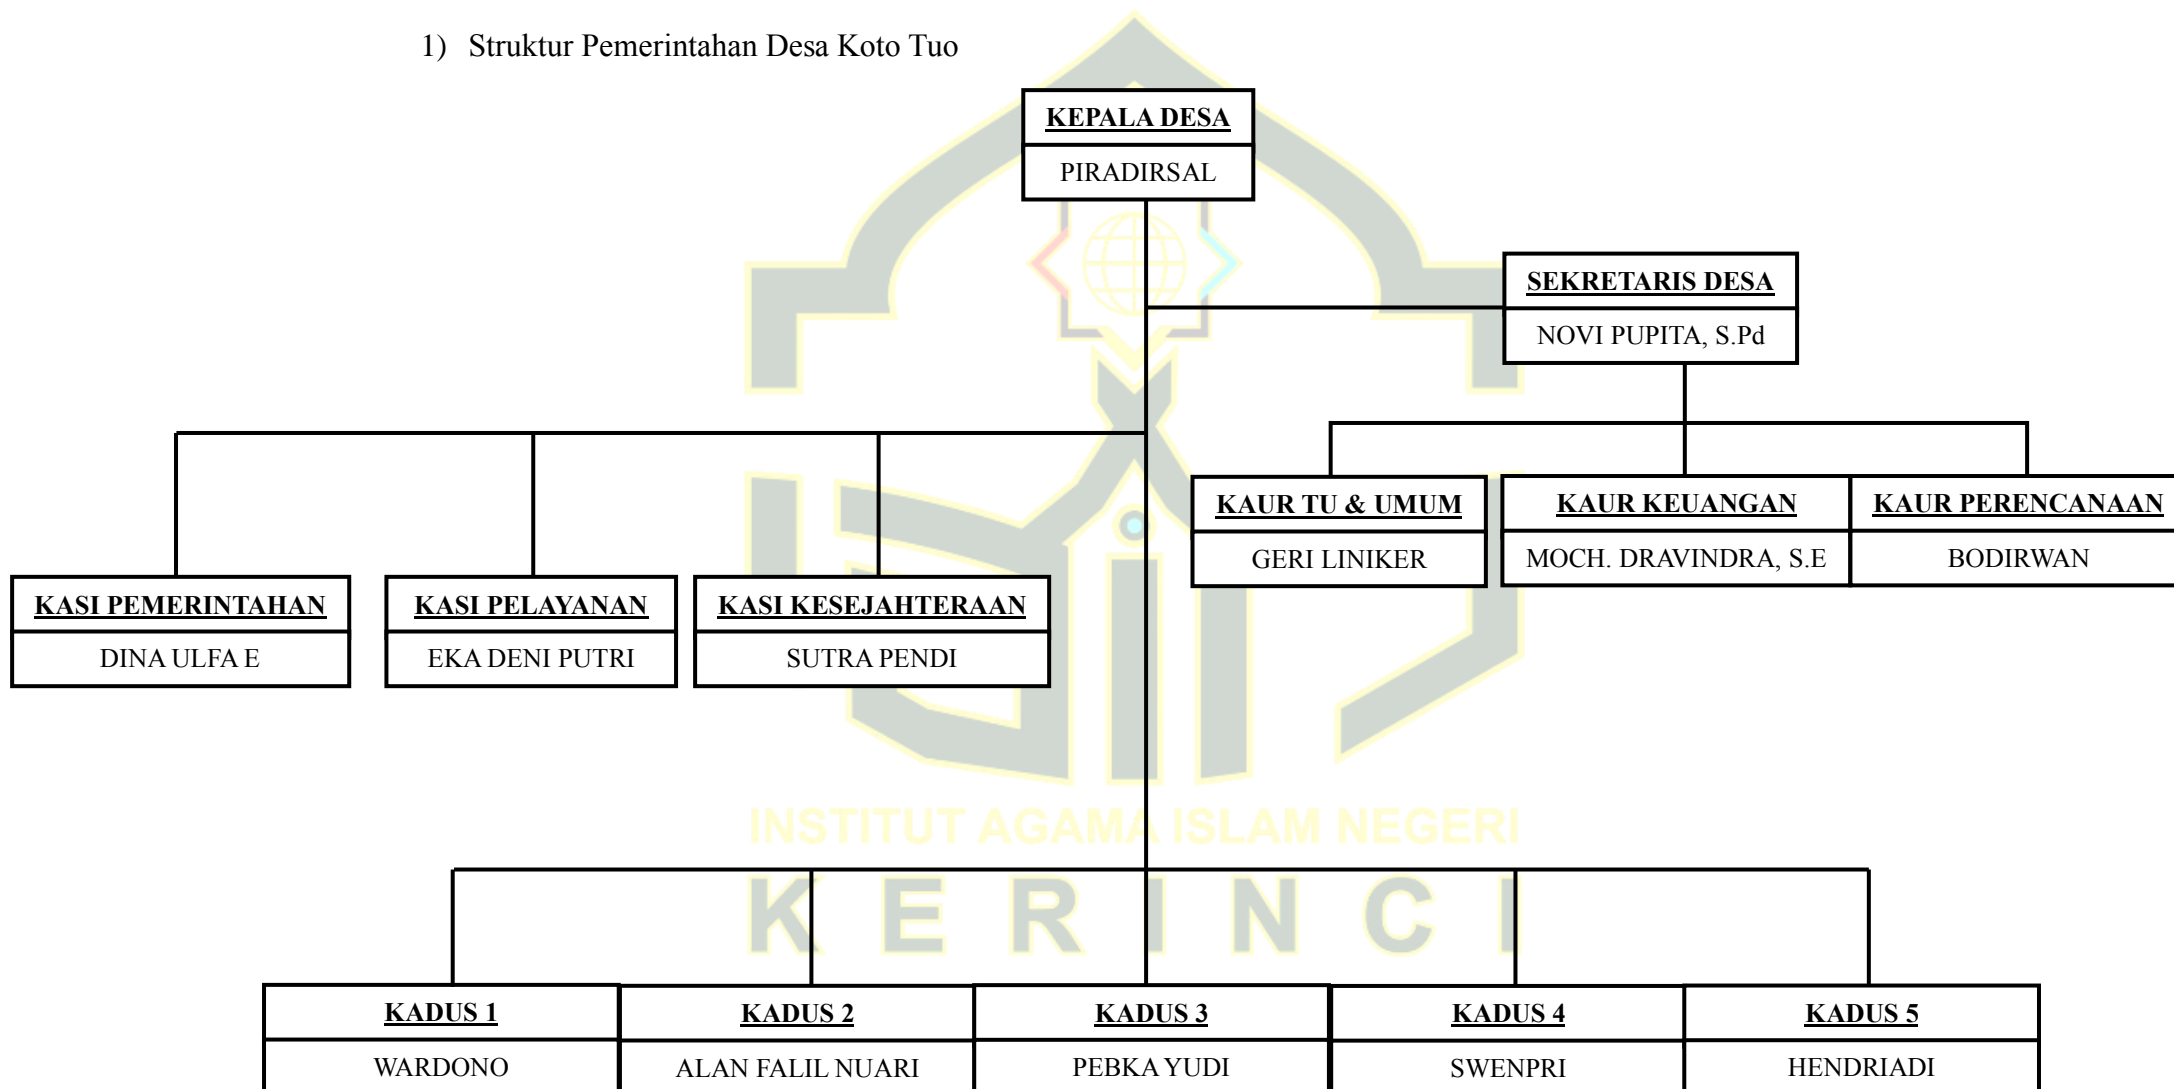 1) Struktur Pemerintahan Desa Koto Tuo
KEPALA DESA
PIRADIRSAL
SEKRETARIS DESA
NOVI PUPITA, S.Pd
KAUR TU & UMUM
GERI LINIKER
KAUR KEUANGAN
MOCH. DRAVINDRA, S.E
KAUR PERENCANAAN
BODIRWAN
KASI PEMERINTAHAN
DINA ULFA E
KASI PELAYANAN
EKA DENI PUTRI
KASI KESEJAHTERAAN
SUTRA PENDI
INSTITUT AGAMA ISLAM NEGERI
KERINCI
KADUS 1
WARDONO
KADUS 2
ALAN FALIL NUARI
KADUS 3
PEBKA YUDI
KADUS 4
SWENPRI
KADUS 5
HENDRIADI